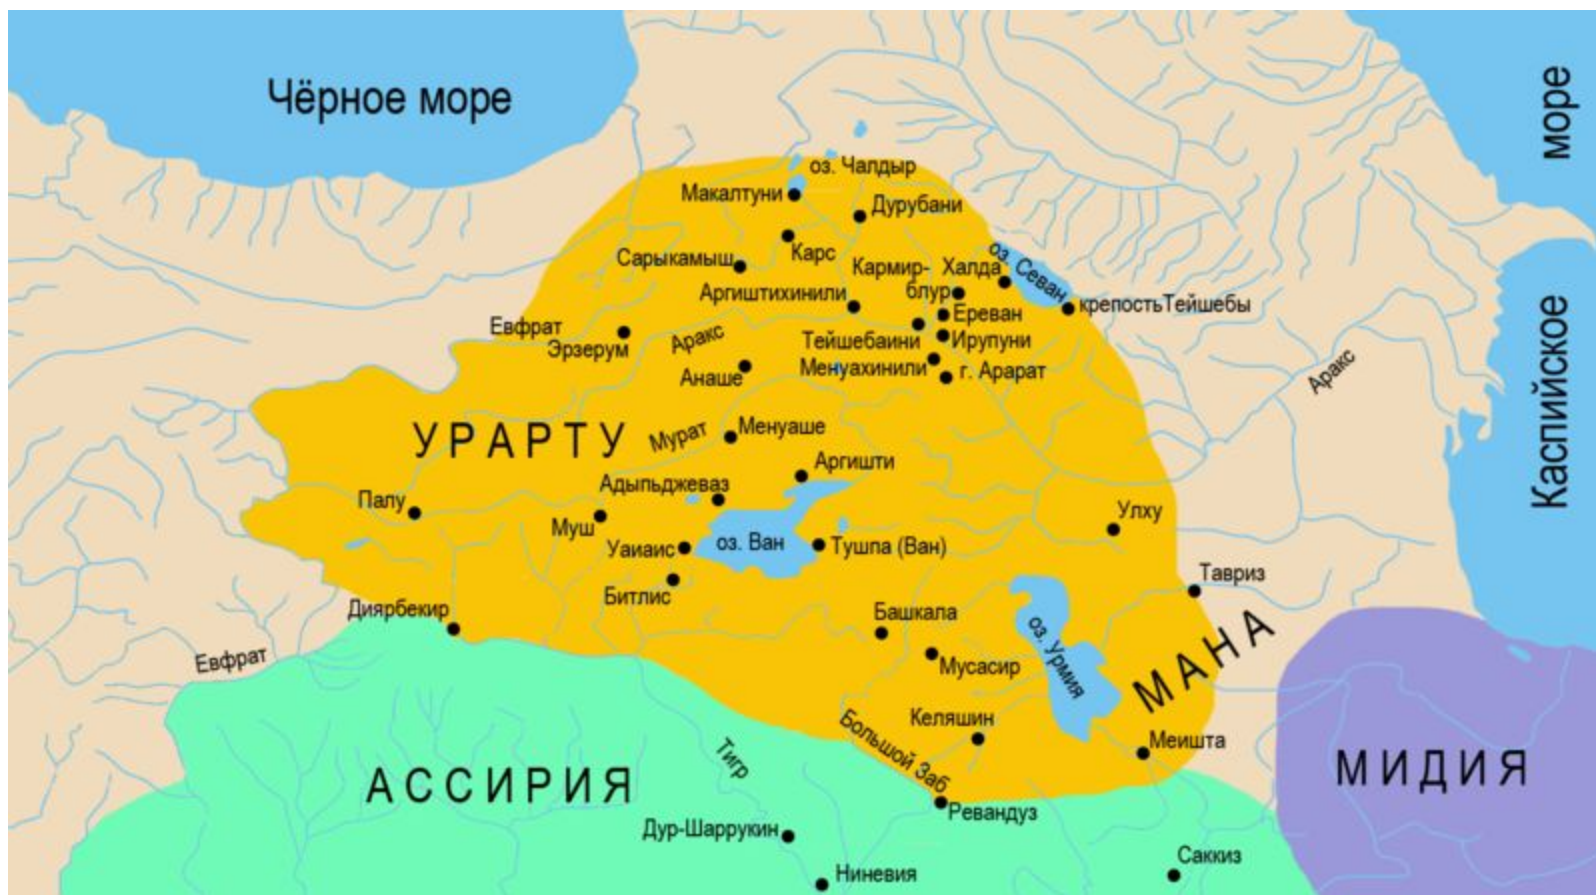 Чёрное море
море
Каспийское
оз. Чалдыр
Макалтуни
Дурубани
Карс
Сарыкамыш
Кармир-
блур
Халда
оз. Севан
Аргиштихинили
крепостьТейшебы
Ереван
Евфрат
Эрзерум
Аракс
Тейшебаини
Ирупуни
Менуахинили
г. Арарат
Анаше
Аракс
УРАРТУ
Мурат
Менуаше
Аргишти
Адыпьджеваз
Палу
Муш
Улху
Уаиаис
оз. Ван
Тушпа (Ван)
Битлис
Тавриз
Диярбекир
Башкала
оз. Урмия
Евфрат
Мусасир
МАНА
Келяшин
Большой Заб
Меишта
Тигр
АССИРИЯ
МИДИЯ
Ревандуз
Дур-Шаррукин
Ниневия
Саккиз